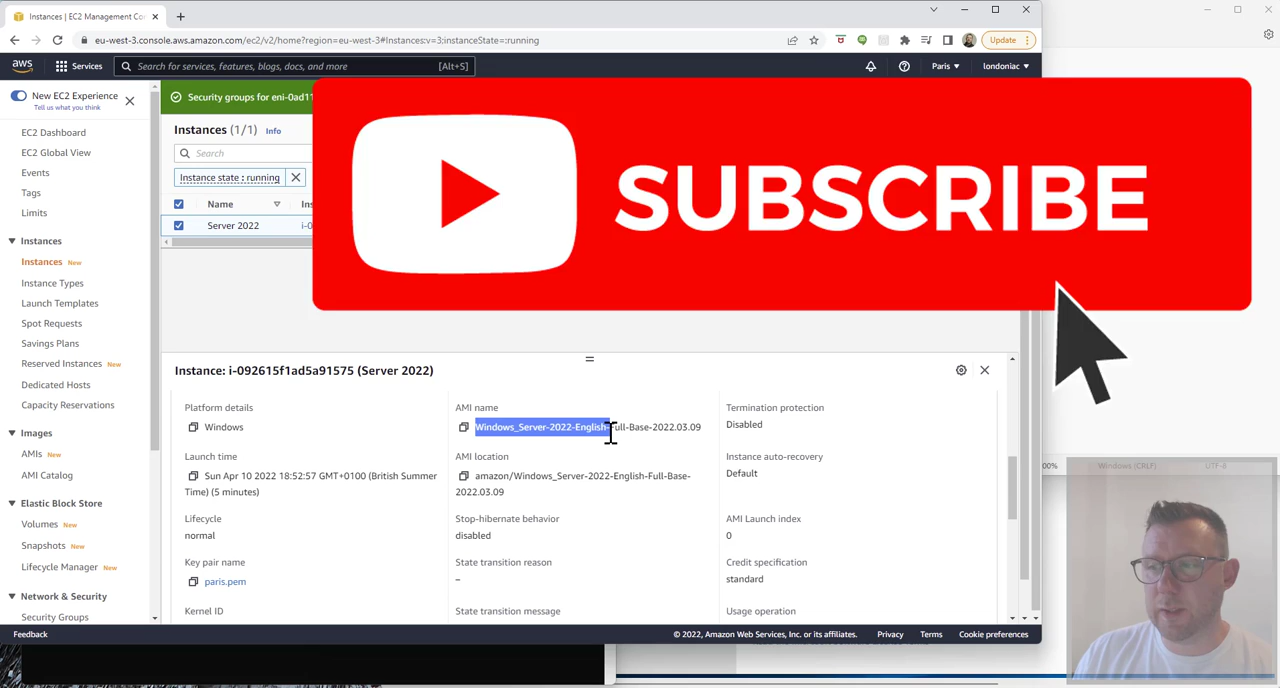 Instances | EC2 Management Co
eu-west-3.console.aws.amazon.com/ec2/v2/home?region=eu-west-3#Instances:v=3;instanceState=:running
Update
aws
Services
Search for services, features, blogs, docs, and more
[Alt+S]
Paris
londoniac
New EC2 Experience
Tell us what you think
EC2 Dashboard
EC2 Global View
Events
Tags
Limits
Instances
Instances New
Instance Types
Launch Templates
Spot Requests
Savings Plans
Reserved Instances New
Dedicated Hosts
Capacity Reservations
Images
AMIs New
AMI Catalog
Elastic Block Store
Volumes New
Snapshots New
Lifecycle Manager New
Network & Security
Security Groups
Security groups for eni-0ad11
Instances (1/1) Info
Search
Instance state : running
Name
Ins
Server 2022
i-0
SUBSCRIBE
Instance: i-092615f1ad5a91575 (Server 2022)
Platform details
Windows
Launch time
Sun Apr 10 2022 18:52:57 GMT+0100 (British Summer
Time) (5 minutes)
Lifecycle
normal
Key pair name
paris.pem
Kernel ID
AMI name
Windows_Server-2022-English-Full-Base-2022.03.09
AMI location
amazon/Windows_Server-2022-English-Full-Base-
2022.03.09
Stop-hibernate behavior
disabled
State transition reason
–
State transition message
Termination protection
Disabled
Instance auto-recovery
Default
AMI Launch index
0
Credit specification
standard
Usage operation
00%
Windows (CRLF)
UTF-8
Feedback
© 2022, Amazon Web Services, Inc. or its affiliates.
Privacy
Terms
Cookie preferences